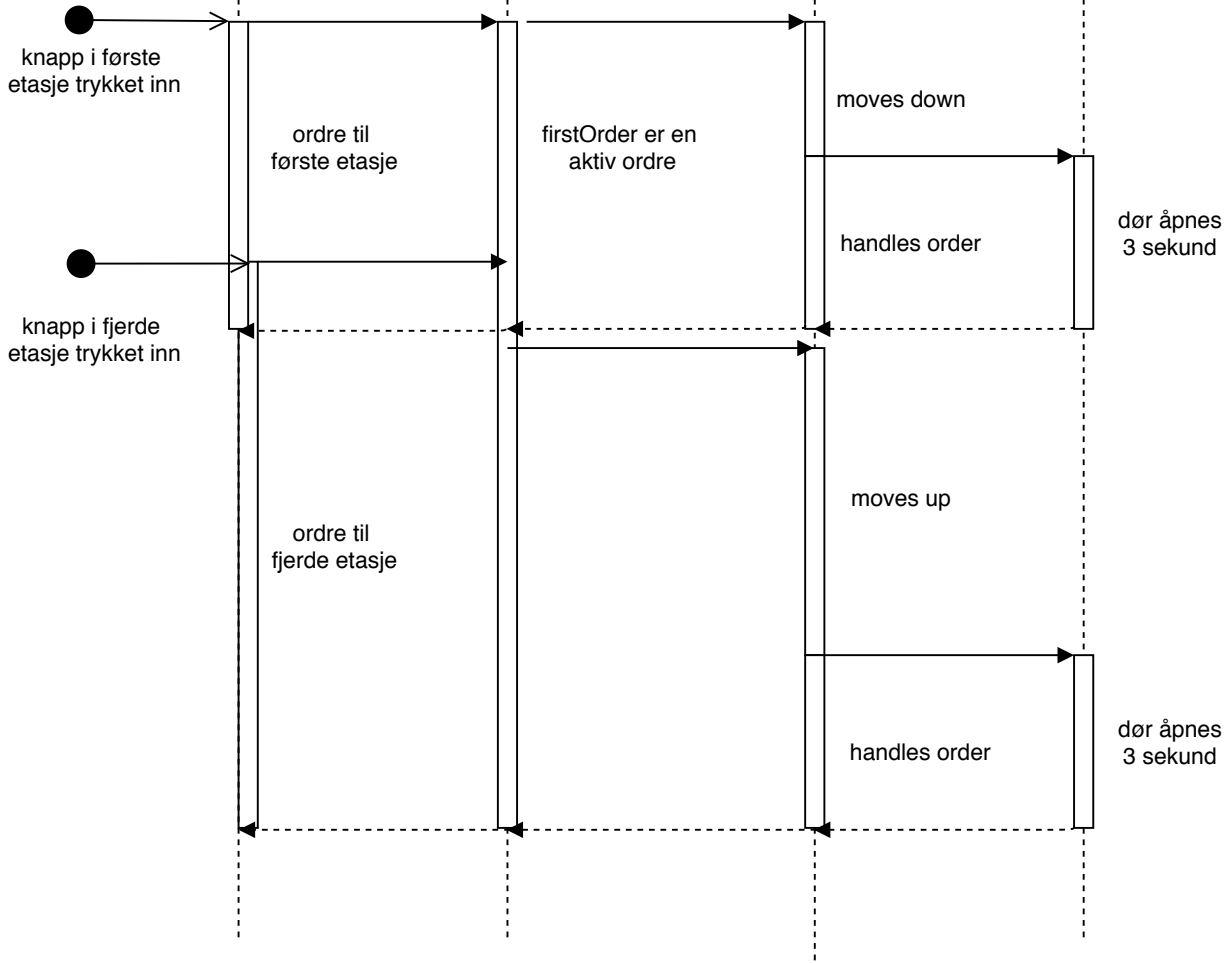 knapp i første
etasje trykket inn
ordre til
første etasje
firstOrder er en
aktiv ordre
moves down
handles order
dør åpnes
3 sekund
knapp i fjerde
etasje trykket inn
ordre til
fjerde etasje
moves up
handles order
dør åpnes
3 sekund